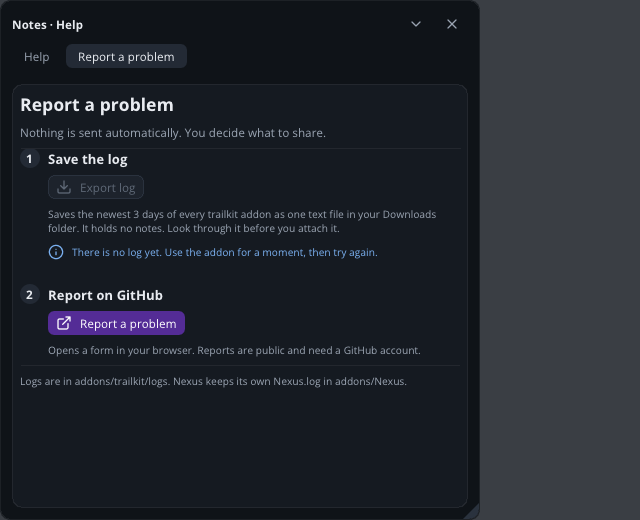 Notes · Help
Help
Report a problem
Report a problem
Nothing is sent automatically. You decide what to share.
1
Save the log
Export log
Saves the newest 3 days of every trailkit addon as one text file in your Downloads
folder. It holds no notes. Look through it before you attach it.
There is no log yet. Use the addon for a moment, then try again.
2
Report on GitHub
Report a problem
Opens a form in your browser. Reports are public and need a GitHub account.
Logs are in addons/trailkit/logs. Nexus keeps its own Nexus.log in addons/Nexus.